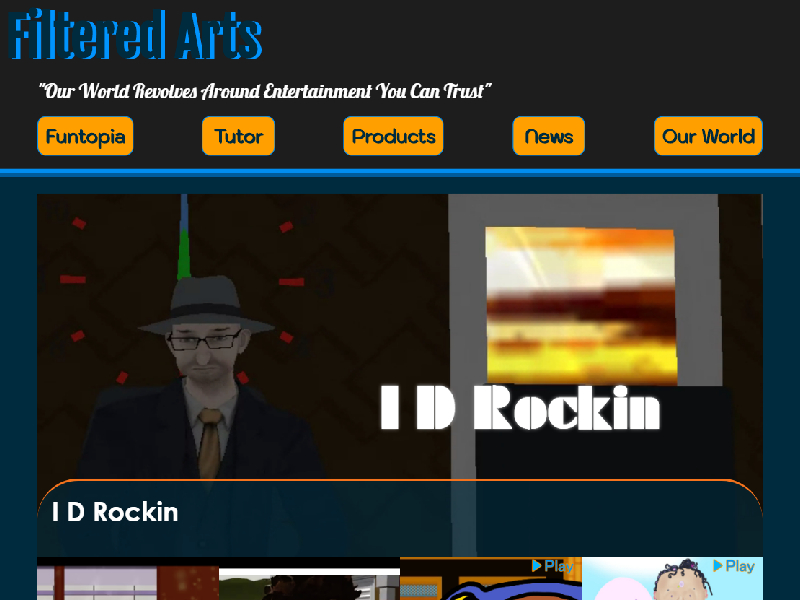 Filtered Arts
"Our World Revolves Around Entertainment You Can Trust"
Funtopia
Tutor
Products
News
Our World
I D Rockin
I D Rockin
Play
Play